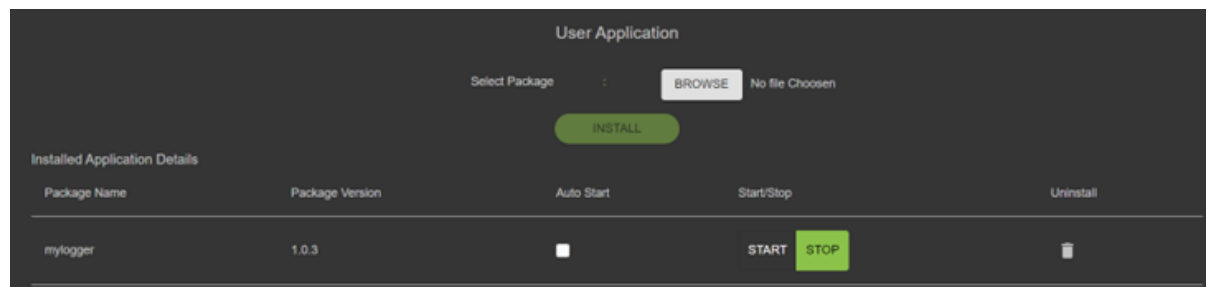 User Application
Select Package : BROWSE No file Choosen
INSTALL
Installed Application Details
Package Name Package Version Auto Start Start/Stop Uninstall
mylogger 1.0.3 START STOP